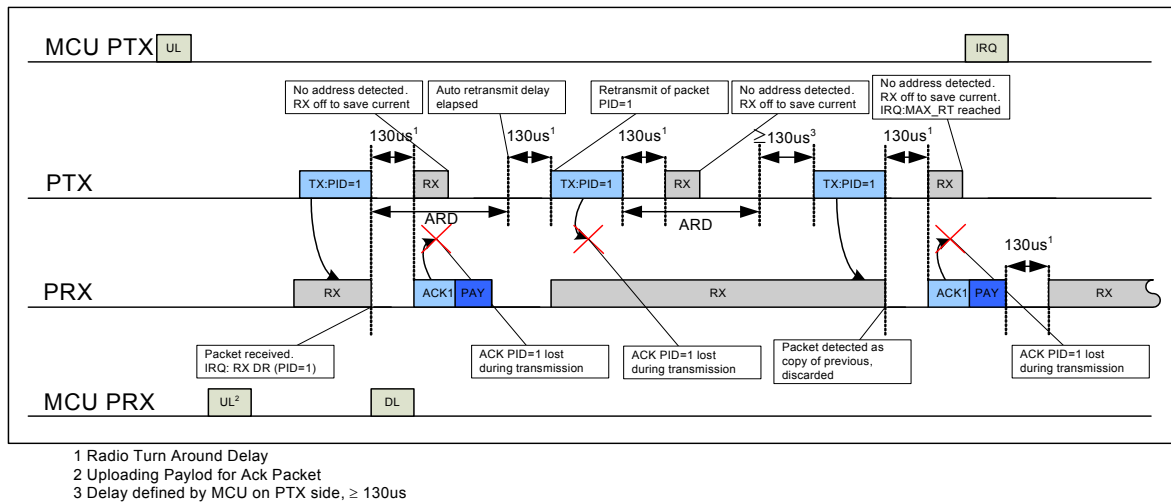 MCU PTX
UL
IRQ
No address detected.
RX off to save current
Auto retransmit delay
elapsed
Retransmit of packet
PID=1
No address detected.
RX off to save current
No address detected.
RX off to save current.
IRQ:MAX_RT reached
130us1
130us1
130us1
≥130us3
130us1
PTX
TX:PID=1
RX
TX:PID=1
RX
TX:PID=1
RX
ARD
ARD
130us1
PRX
RX
ACK1
PAY
RX
ACK1
PAY
RX
Packet received.
IRQ: RX DR (PID=1)
ACK PID=1 lost
during transmission
ACK PID=1 lost
during transmission
Packet detected as
copy of previous,
discarded
ACK PID=1 lost
during transmission
MCU PRX
UL2
DL
1 Radio Turn Around Delay
2 Uploading Paylod for Ack Packet
3 Delay defined by MCU on PTX side, ≥ 130us